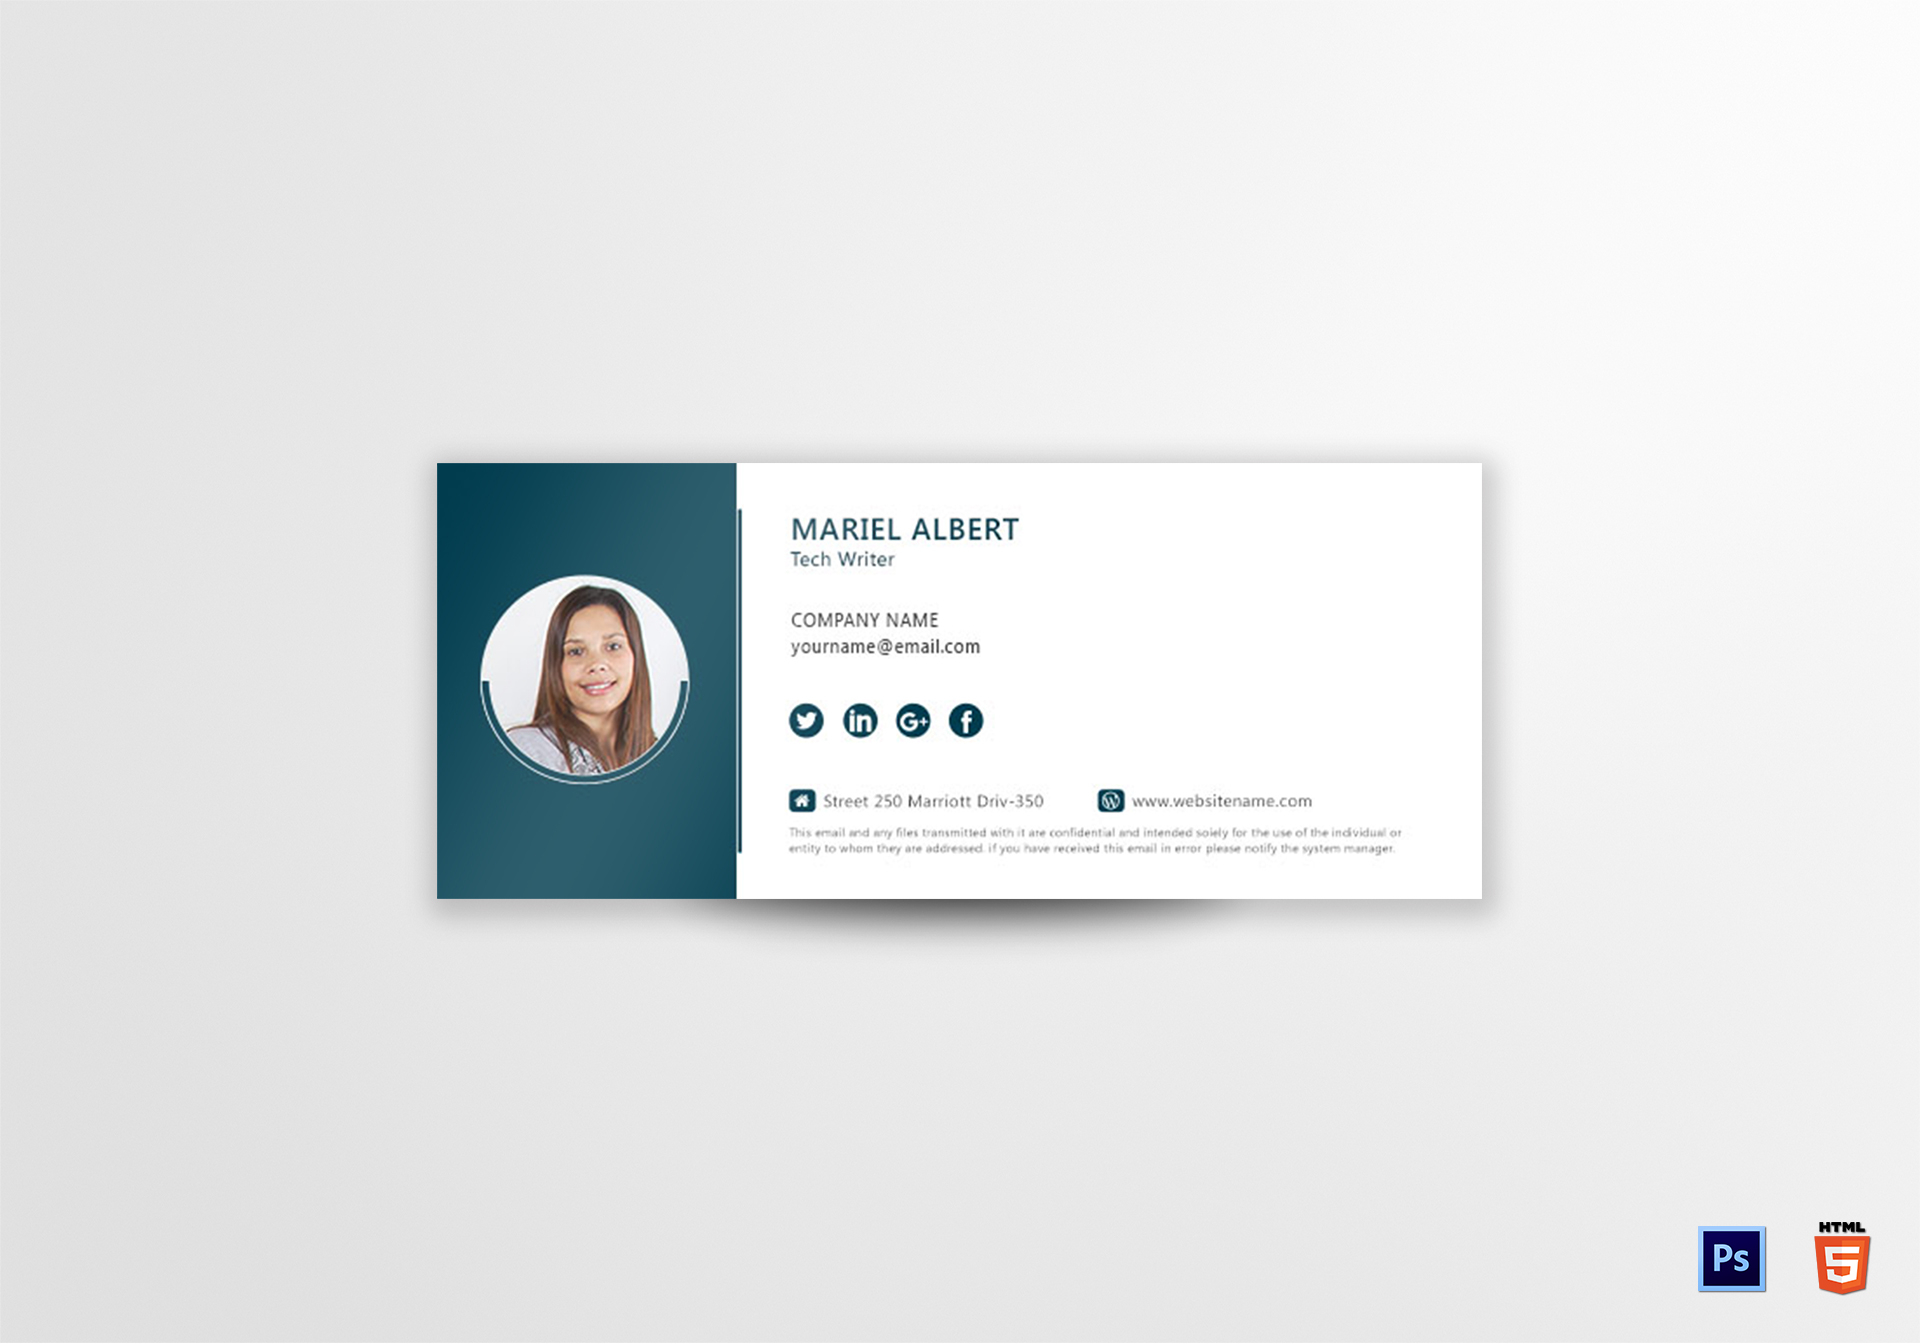 MARIEL ALBERT
Tech Writer
COMPANY NAME
yourname@email.com
in
G+
f
Street 250 Marriott Driv-350
www.websitename.com
This email and any files transmitted with it are confidential and intended solely for the use of the individual or
entity to whom they are addressed. if you have received this email in error please notify the system manager.
Ps
HTML
5